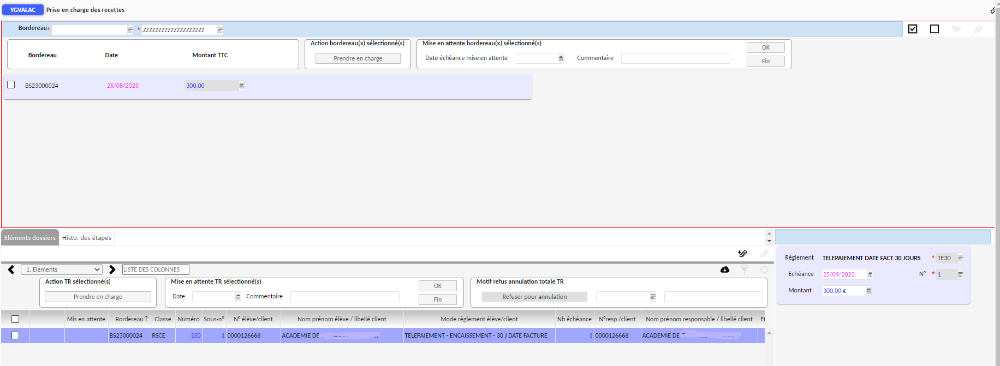 YGVALAC Prise en charge des recettes
Bordereau* . * ZZZZZZZZZZZZZZZZZZZZ
Bordereau Date Montant TTC
Action bordereau(x) sélectionné(s)
Prendre en charge
Mise en attente bordereau(x) sélectionné(s)
Date échéance mise en attente Commentaire
OK
Fin
BS23000024 25/08/2023 300,00
Eléments dossiers Histo. des étapes
1. Eléments LISTE DES COLONNES
Action TR sélectionné(s)
Prendre en charge
Mise en attente TR sélectionné(s)
Date Commentaire
OK
Fin
Motif refus annulation totale TR
Refuser pour annulation
Mis en attente Bordereau Classe Numéro Sous-n° N° élève/client Nom prénom élève / libellé client Mode règlement élève/client Nb échéance N°resp./client Nom prénom responsable / libellé client Et
BS23000024 RSCE 150 1 0000126668 ACADEMIE DE TELEPAIEMENT - ENCAISSEMENT - 30 J DATE FACTURE 1 0000126668 ACADEMIE DE
Règlement TELEPAIEMENT DATE FACT 30 JOURS * TE30
Echéance 25/09/2023 N° * 1
Montant 300,00 €